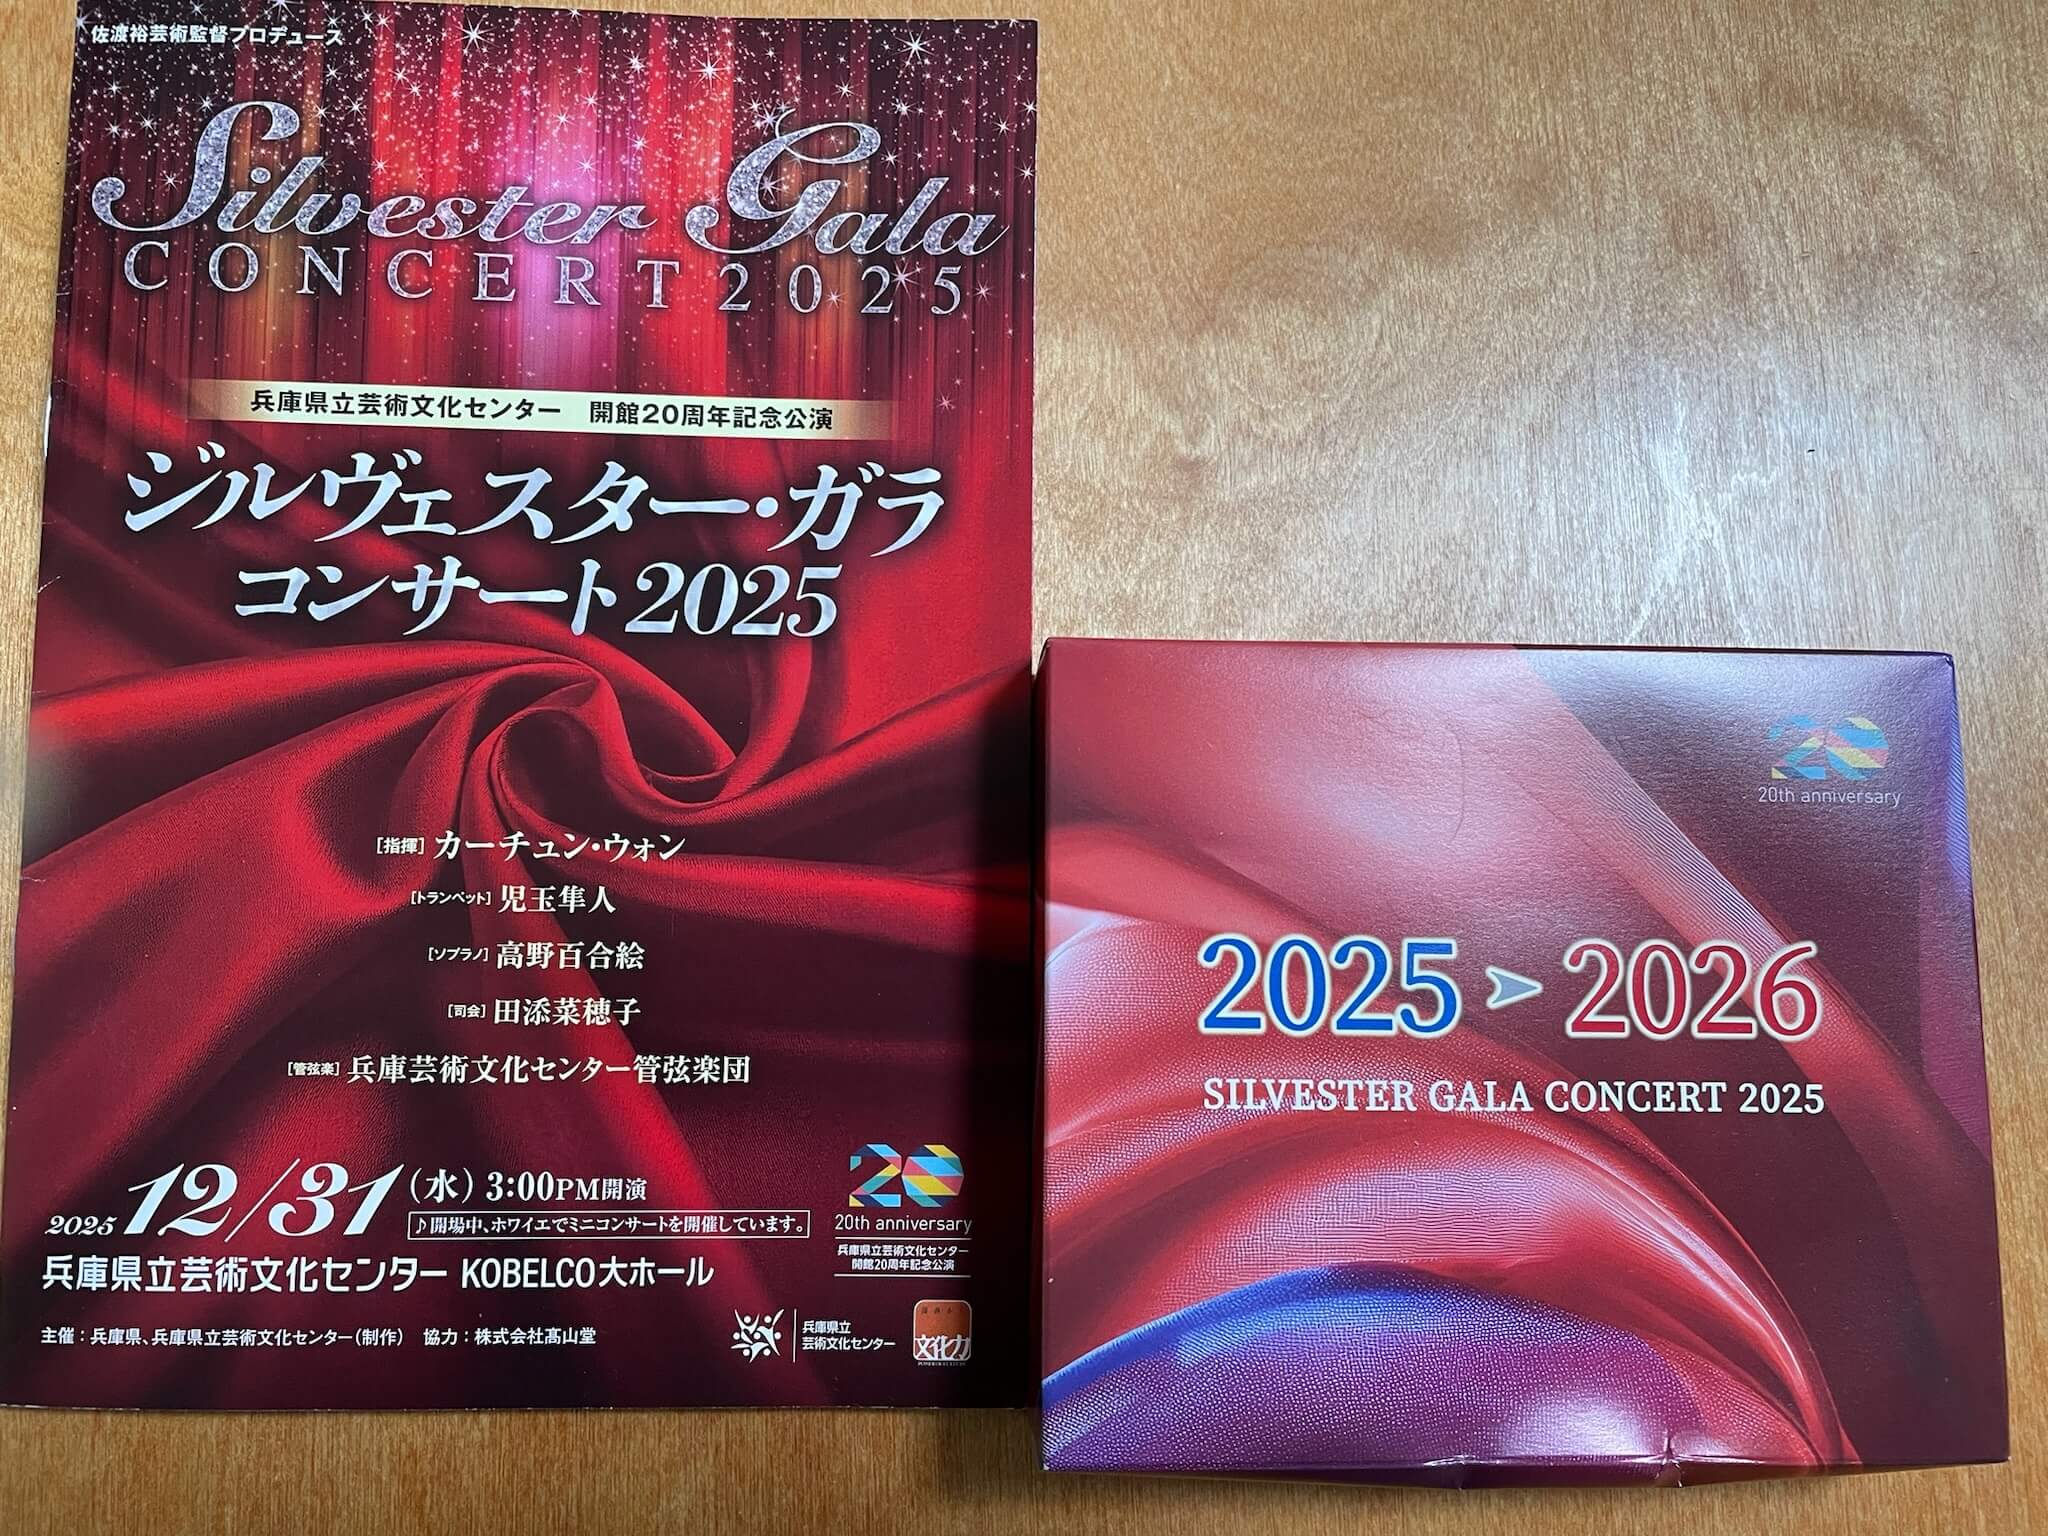 佐渡裕芸術監督プロデュース
Silvester Gala
CONCERT 2025
兵庫県立芸術文化センター 開館20周年記念公演
ジルヴェスター・ガラ
コンサート2025
[指揮] カーチュン・ウォン
[トランペット] 児玉隼人
[ソプラノ] 高野百合絵
[司会] 田添菜穂子
[管弦楽] 兵庫芸術文化センター管弦楽団
2025 12/31 (水) 3:00PM開演
♪開場中、ホワイエでミニコンサートを開催しています。
兵庫県立芸術文化センター KOBELCO大ホール
主催：兵庫県、兵庫県立芸術文化センター(制作) 協力：株式会社髙山堂
20
20th anniversary
兵庫県立芸術文化センター
開館20周年記念公演
兵庫県立
芸術文化センター
文化力
20
20th anniversary
2025 ➤ 2026
SILVESTER GALA CONCERT 2025